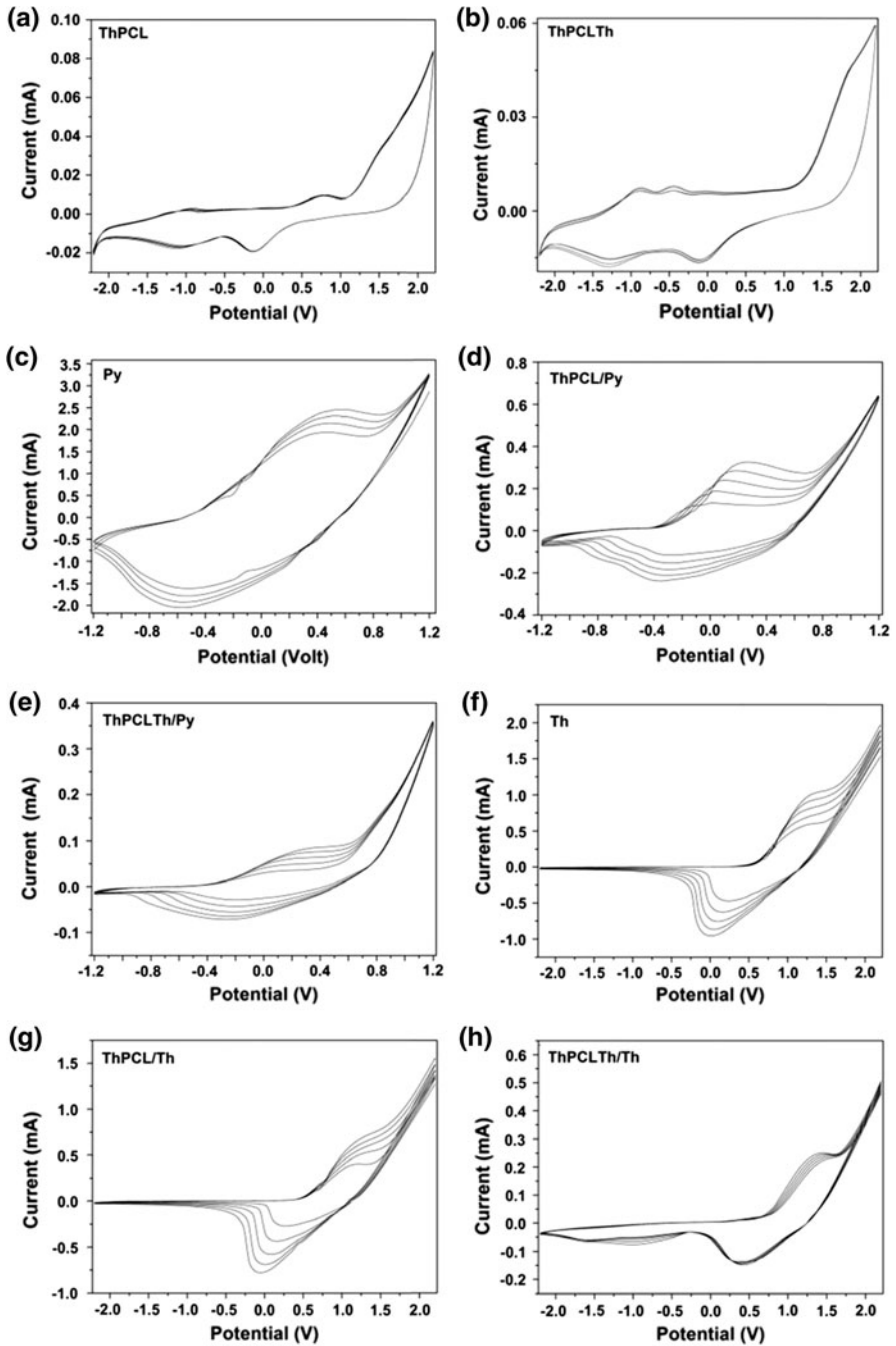 (a)
ThPCL
Current (mA)
0.10
0.08
0.06
0.04
0.02
0.00
-0.02
-2.0 -1.5 -1.0 -0.5 0.0 0.5 1.0 1.5 2.0
Potential (V)
(b)
ThPCLTh
Current (mA)
0.06
0.03
0.00
-2.0 -1.5 -1.0 -0.5 0.0 0.5 1.0 1.5 2.0
Potential (V)
(c)
Py
Current (mA)
3.5
3.0
2.5
2.0
1.5
1.0
0.5
0.0
-0.5
-1.0
-1.5
-2.0
-1.2 -0.8 -0.4 0.0 0.4 0.8 1.2
Potential (Volt)
(d)
ThPCL/Py
Current (mA)
0.8
0.6
0.4
0.2
0.0
-0.2
-0.4
-1.2 -0.8 -0.4 0.0 0.4 0.8 1.2
Potential (V)
(e)
ThPCLTh/Py
Current (mA)
0.4
0.3
0.2
0.1
0.0
-0.1
-1.2 -0.8 -0.4 0.0 0.4 0.8 1.2
Potential (V)
(f)
Th
Current (mA)
2.0
1.5
1.0
0.5
0.0
-0.5
-1.0
-2.0 -1.5 -1.0 -0.5 0.0 0.5 1.0 1.5 2.0
Potential (V)
(g)
ThPCL/Th
Current (mA)
1.5
1.0
0.5
0.0
-0.5
-1.0
-2.0 -1.5 -1.0 -0.5 0.0 0.5 1.0 1.5 2.0
Potential (V)
(h)
ThPCLTh/Th
Current (mA)
0.6
0.5
0.4
0.3
0.2
0.1
0.0
-0.1
-0.2
-2.0 -1.5 -1.0 -0.5 0.0 0.5 1.0 1.5 2.0
Potential (V)